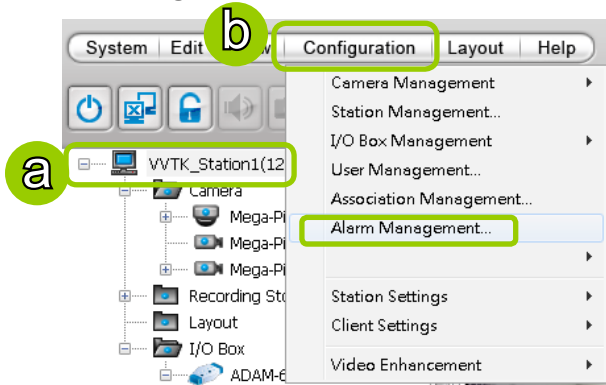 b
System Edit w Configuration Layout Help
Camera Management
Station Management...
I/O Box Management
User Management...
Association Management...
Alarm Management...
Station Settings
Client Settings
Video Enhancement
a
VVTK_Station1(12
Camera
Mega-Pi
Mega-Pi
Mega-Pi
Recording Sto
Layout
I/O Box
ADAM-6